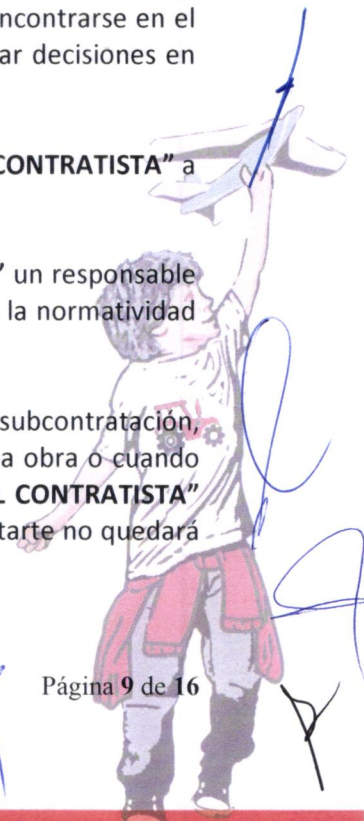 ncontrarse en el
ar decisiones en
CONTRATISTA" a
" un responsable
la normatividad
subcontratación,
a obra o cuando
L CONTRATISTA"
tarte no quedará
Página 9 de 16